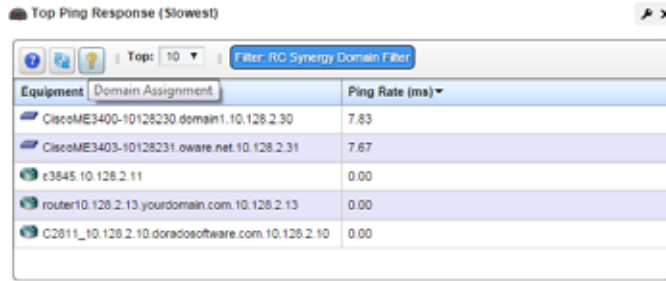 Top Ping Response (Slowest)
Top: 10 Filter: RC Synergy Domain Filter
Equipment Domain Assignment Ping Rate (ms)
CiscoME3400-10128230.domain1.10.128.2.30 7.83
CiscoME3403-10128231.oware.net.10.128.2.31 7.67
c3845.10.128.2.11 0.00
router10.128.2.13.yourdomain.com.10.128.2.13 0.00
C2811_10.128.2.10.doradosoftware.com.10.128.2.10 0.00